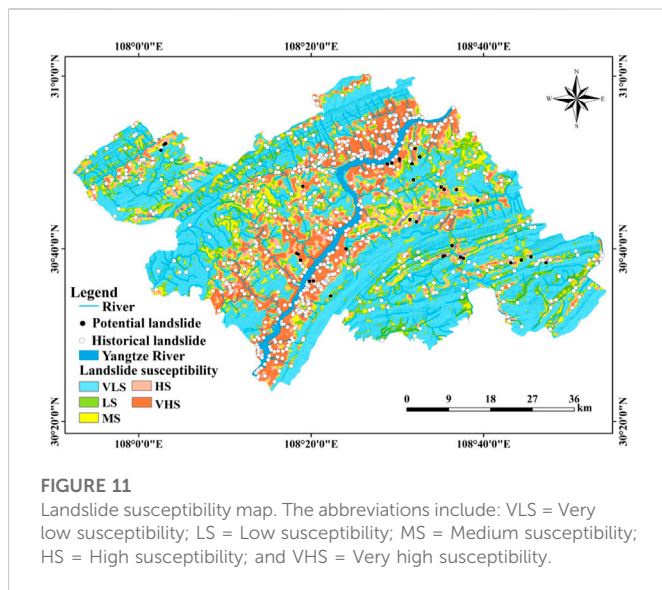 108°0′0″E 108°20′0″E 108°40′0″E
31°0′0″N 31°0′0″N
N
W E
S
30°40′0″N 30°40′0″N
Legend
River
Potential landslide
Historical landslide
Yangtze River
Landslide susceptibility
VLS HS
LS VHS
MS
0 9 18 27 36
km
30°20′0″N 30°20′0″N
108°0′0″E 108°20′0″E 108°40′0″E
FIGURE 11
Landslide susceptibility map. The abbreviations include: VLS = Very
low susceptibility; LS = Low susceptibility; MS = Medium susceptibility;
HS = High susceptibility; and VHS = Very high susceptibility.